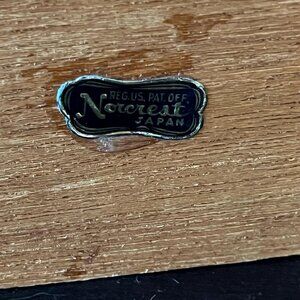 REG. U.S. PAT. OFF.
Norcrest
JAPAN